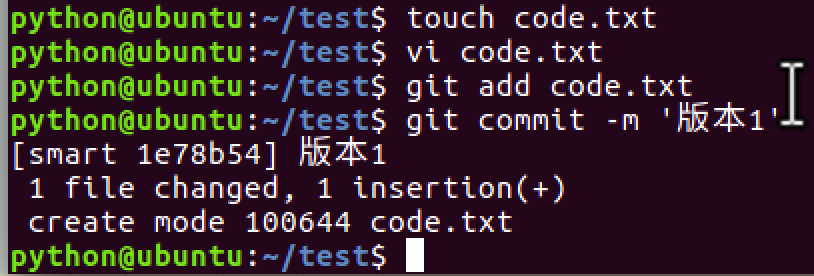 python@ubuntu:~/test$ touch code.txt
python@ubuntu:~/test$ vi code.txt
python@ubuntu:~/test$ git add code.txt
python@ubuntu:~/test$ git commit -m '版本1'
[smart 1e78b54] 版本1
 1 file changed, 1 insertion(+)
 create mode 100644 code.txt
python@ubuntu:~/test$